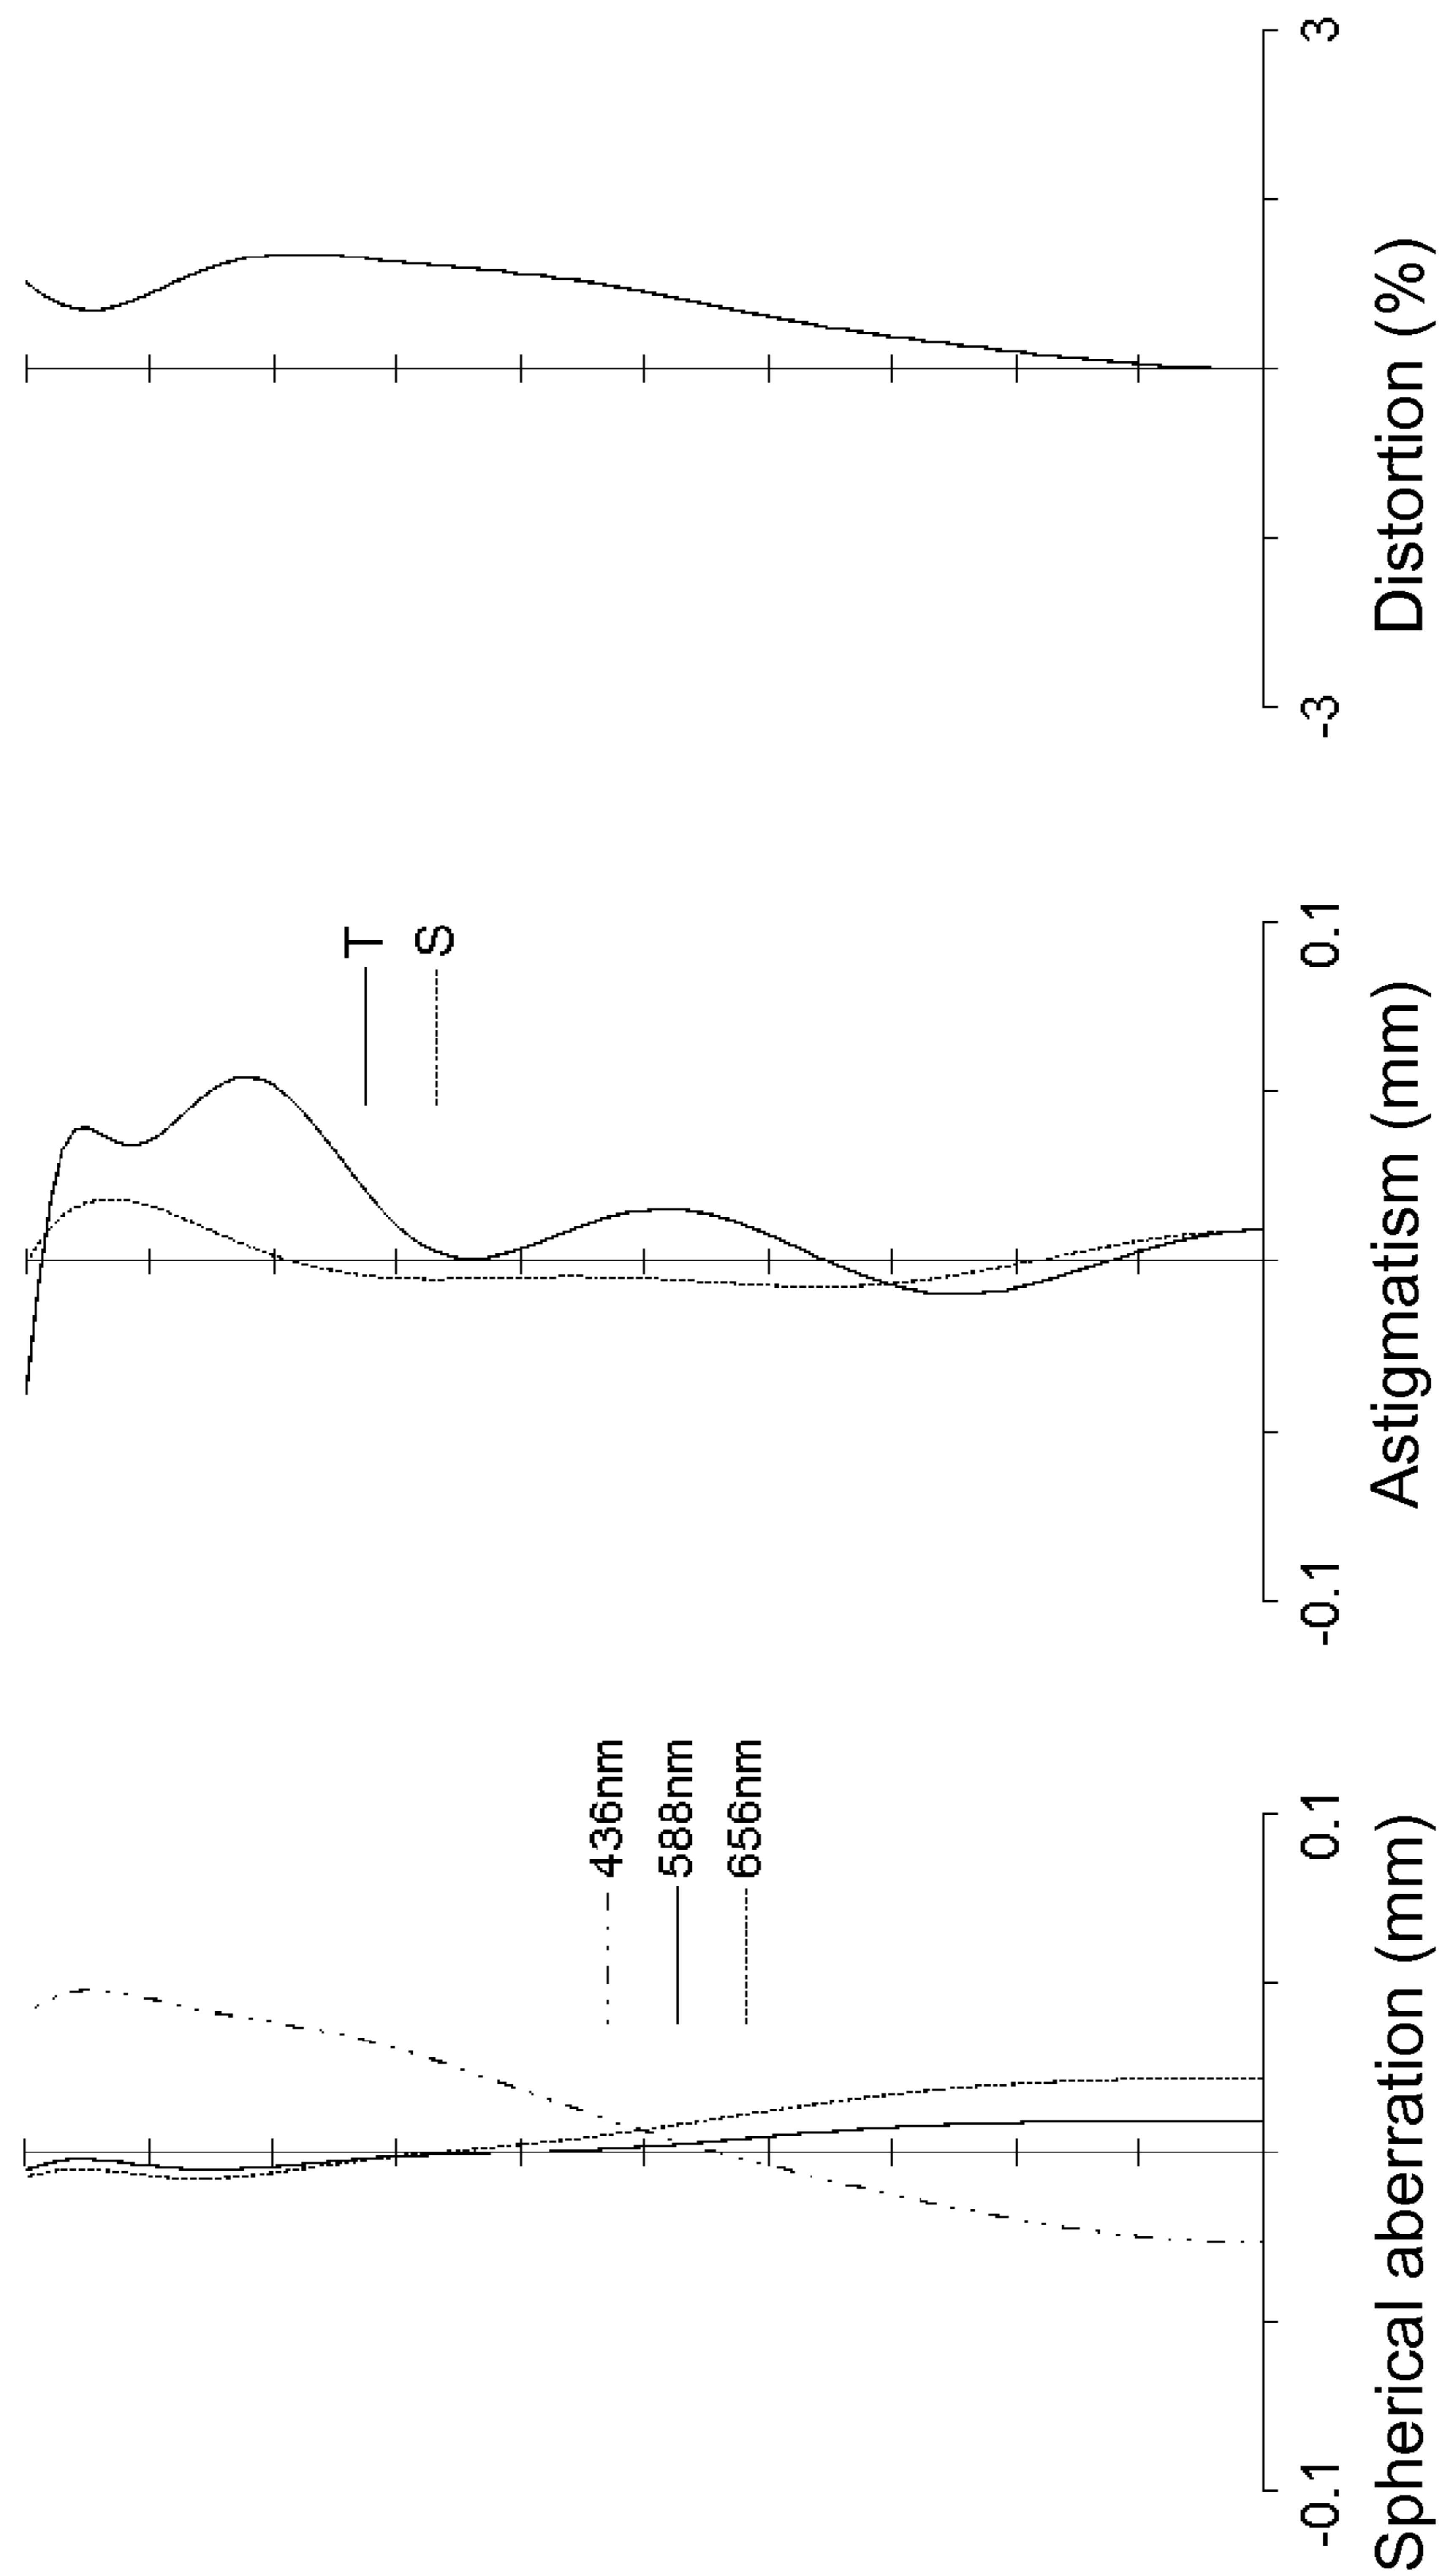 436nm
588nm
656nm
-0.1
0.1
Spherical aberration (mm)
T
S
-0.1
0.1
Astigmatism (mm)
-3
3
Distortion (%)